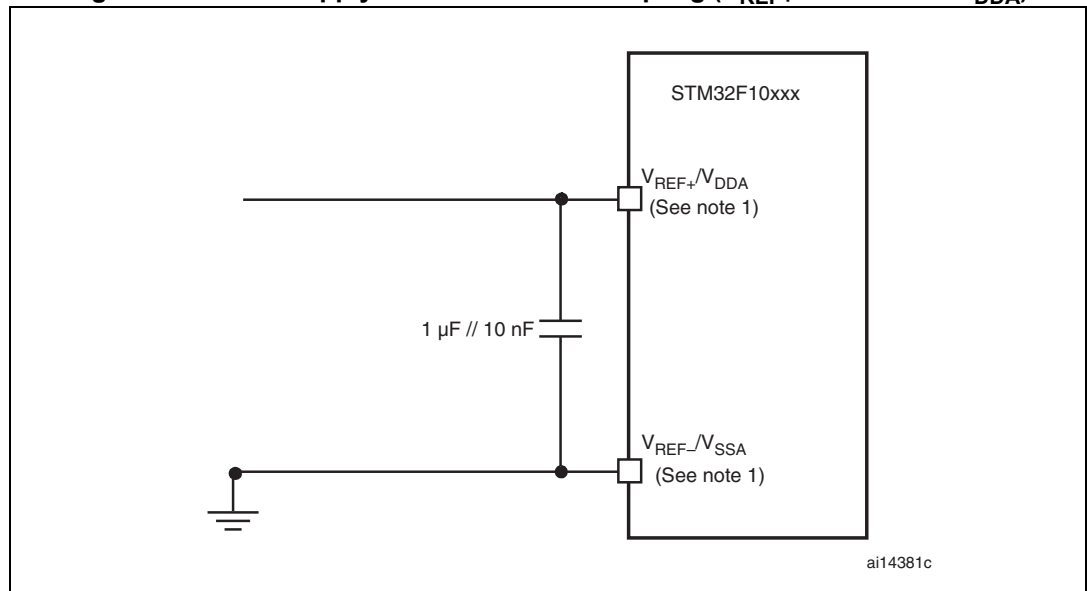 STM32F10xxx
VREF+/VDDA
(See note 1)
1 µF // 10 nF
VREF–/VSSA
(See note 1)
ai14381c